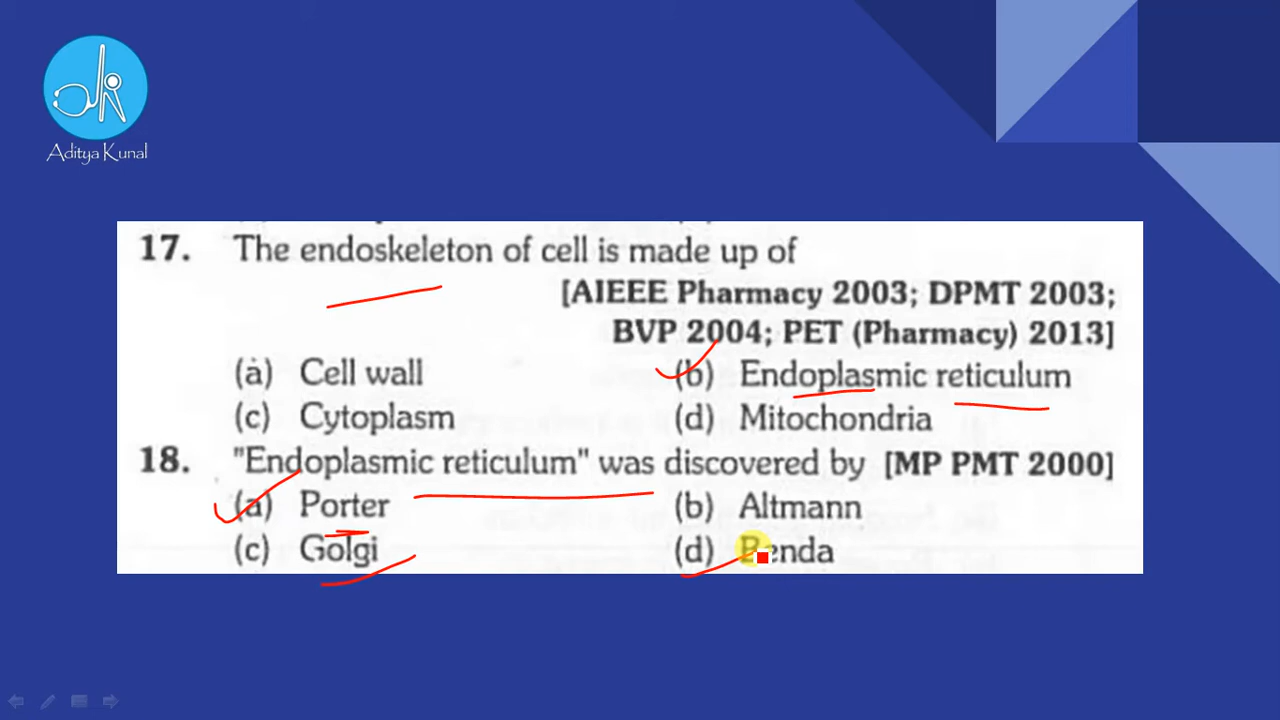 Aditya Kunal
17. The endoskeleton of cell is made up of
[AIEEE Pharmacy 2003; DPMT 2003;
BVP 2004; PET (Pharmacy) 2013]
(a) Cell wall (b) Endoplasmic reticulum
(c) Cytoplasm (d) Mitochondria
18. "Endoplasmic reticulum" was discovered by [MP PMT 2000]
(a) Porter (b) Altmann
(c) Golgi (d) Benda